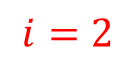 i = 2